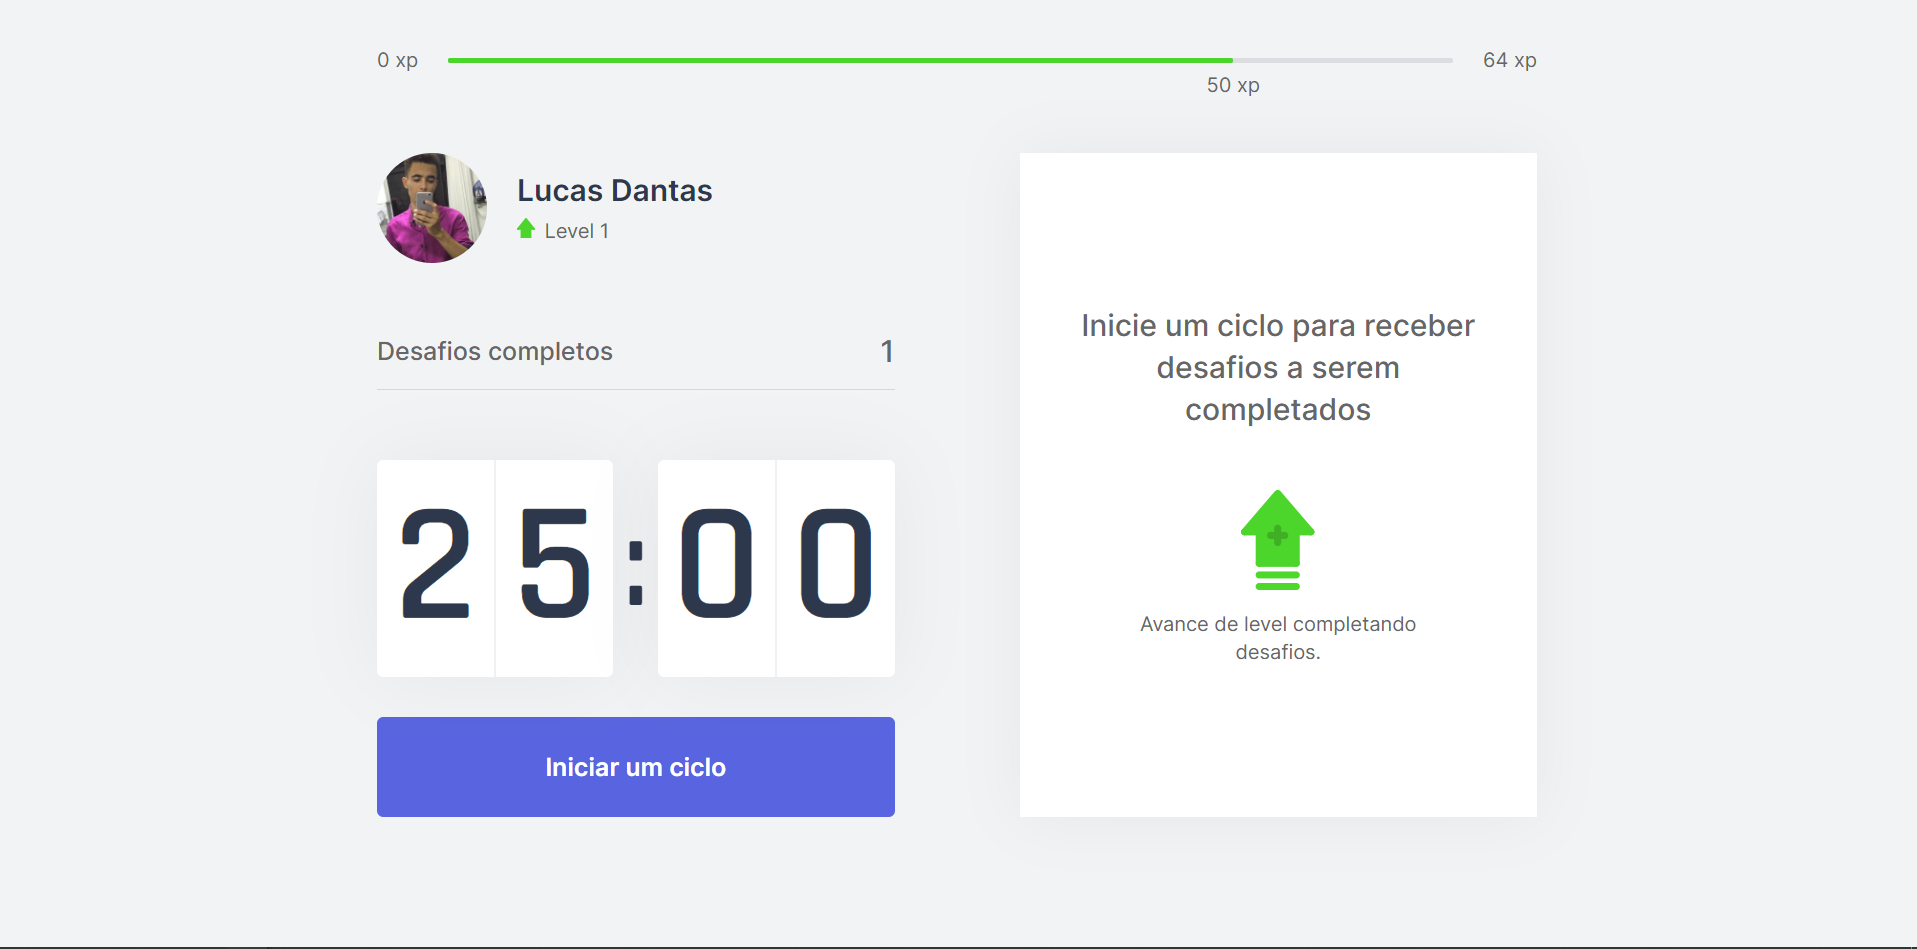 0 xp
64 xp
50 xp
Lucas Dantas
Level 1
Desafios completos
1
25:00
Iniciar um ciclo
Inicie um ciclo para receber
desafios a serem
completados
Avance de level completando
desafios.